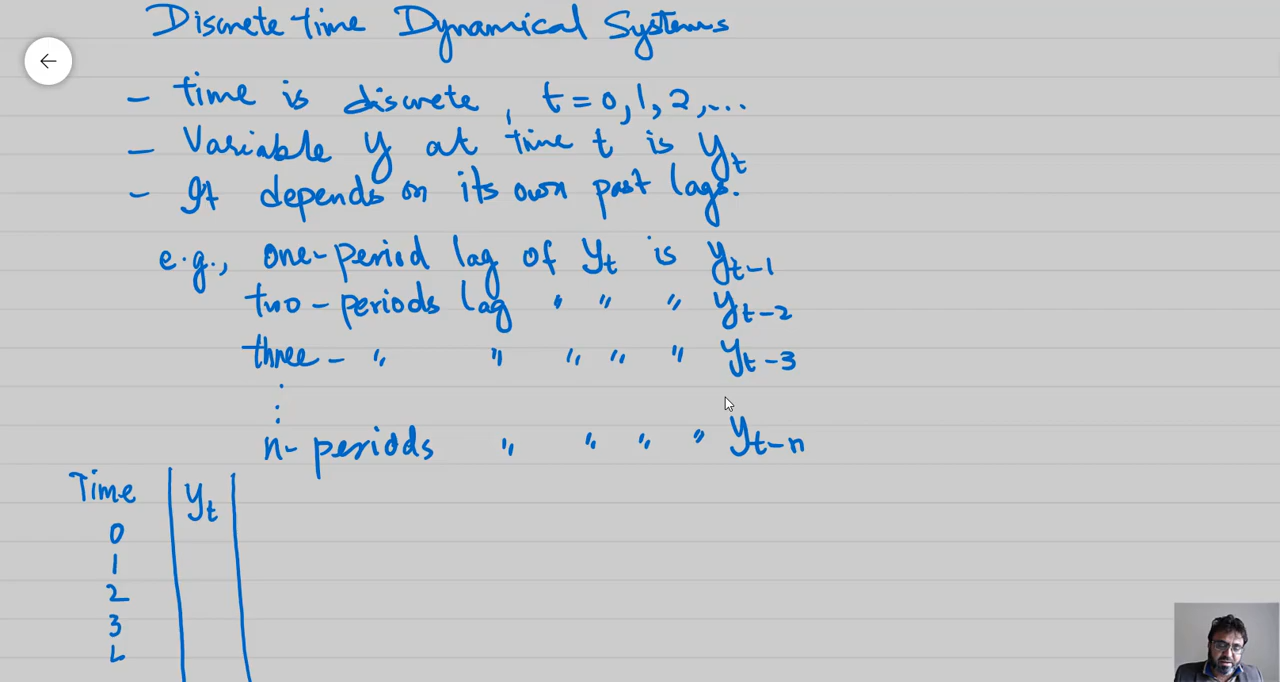 Discrete time Dynamical Systems
- time is discrete, t = 0, 1, 2, ...
- Variable y at time t is yt
- It depends on its own past lags.
e.g., one-period lag of yt is yt-1
two-periods lag " " " yt-2
three- " " " " " yt-3
⋮
n-periods " " " " yt-n
Time | yt |
0
1
2
3